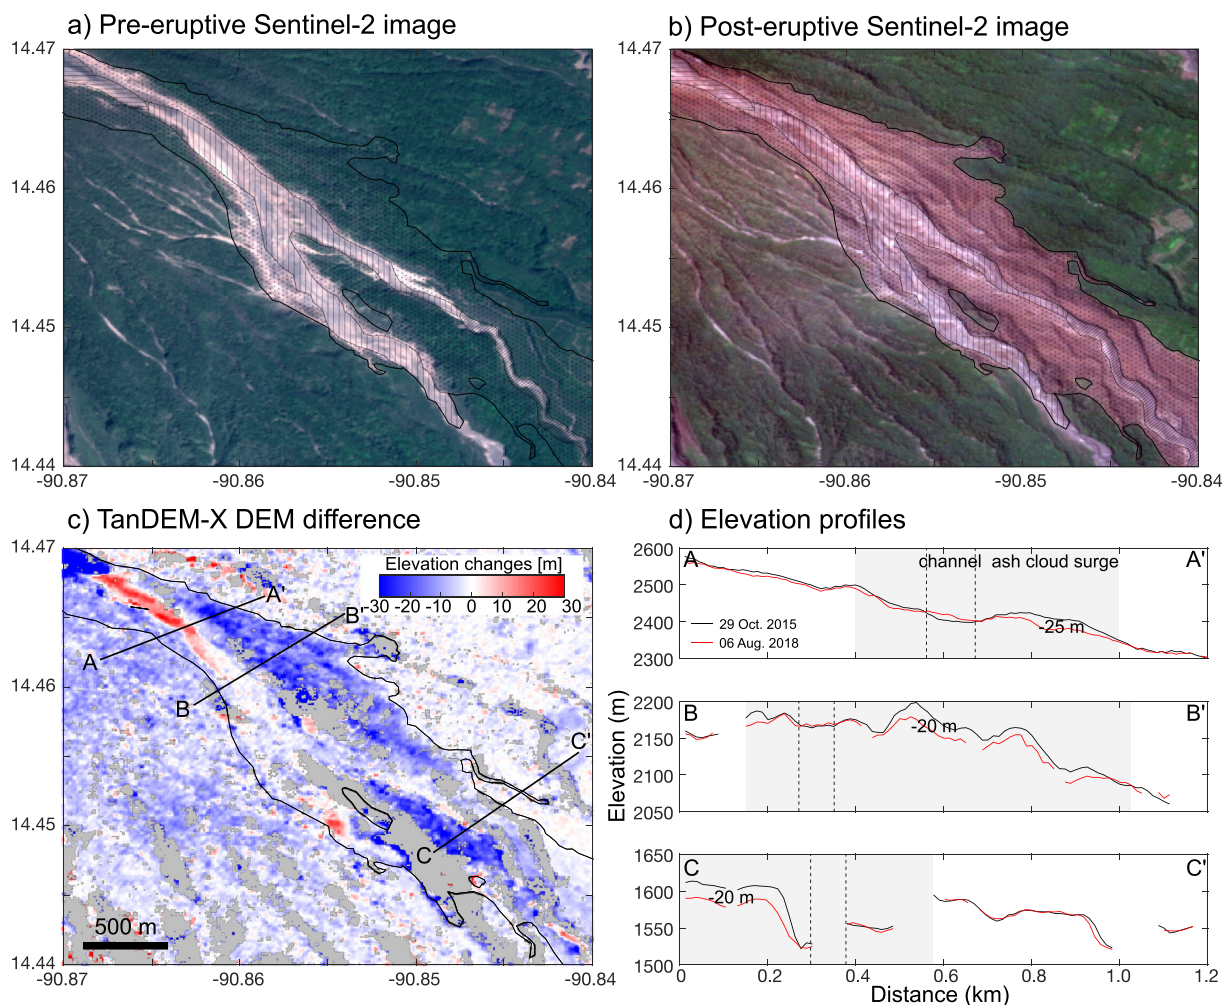 a) Pre-eruptive Sentinel-2 image
b) Post-eruptive Sentinel-2 image
14.47
14.46
14.45
14.44
-90.87
-90.86
-90.85
-90.84
14.47
14.46
14.45
14.44
-90.87
-90.86
-90.85
-90.84
c) TanDEM-X DEM difference
14.47
14.46
14.45
14.44
Elevation changes [m]
-30
-20
-10
0
10
20
30
A
A'
B
B'
C
C'
500 m
-90.87
-90.86
-90.85
-90.84
d) Elevation profiles
2600
2500
2400
2300
A
channel
ash cloud surge
A'
29 Oct. 2015
06 Aug. 2018
-25 m
2200
2150
2100
2050
B
B'
-20 m
Elevation (m)
1650
1600
1550
1500
C
C'
-20 m
0
0.2
0.4
0.6
0.8
1.0
1.2
Distance (km)